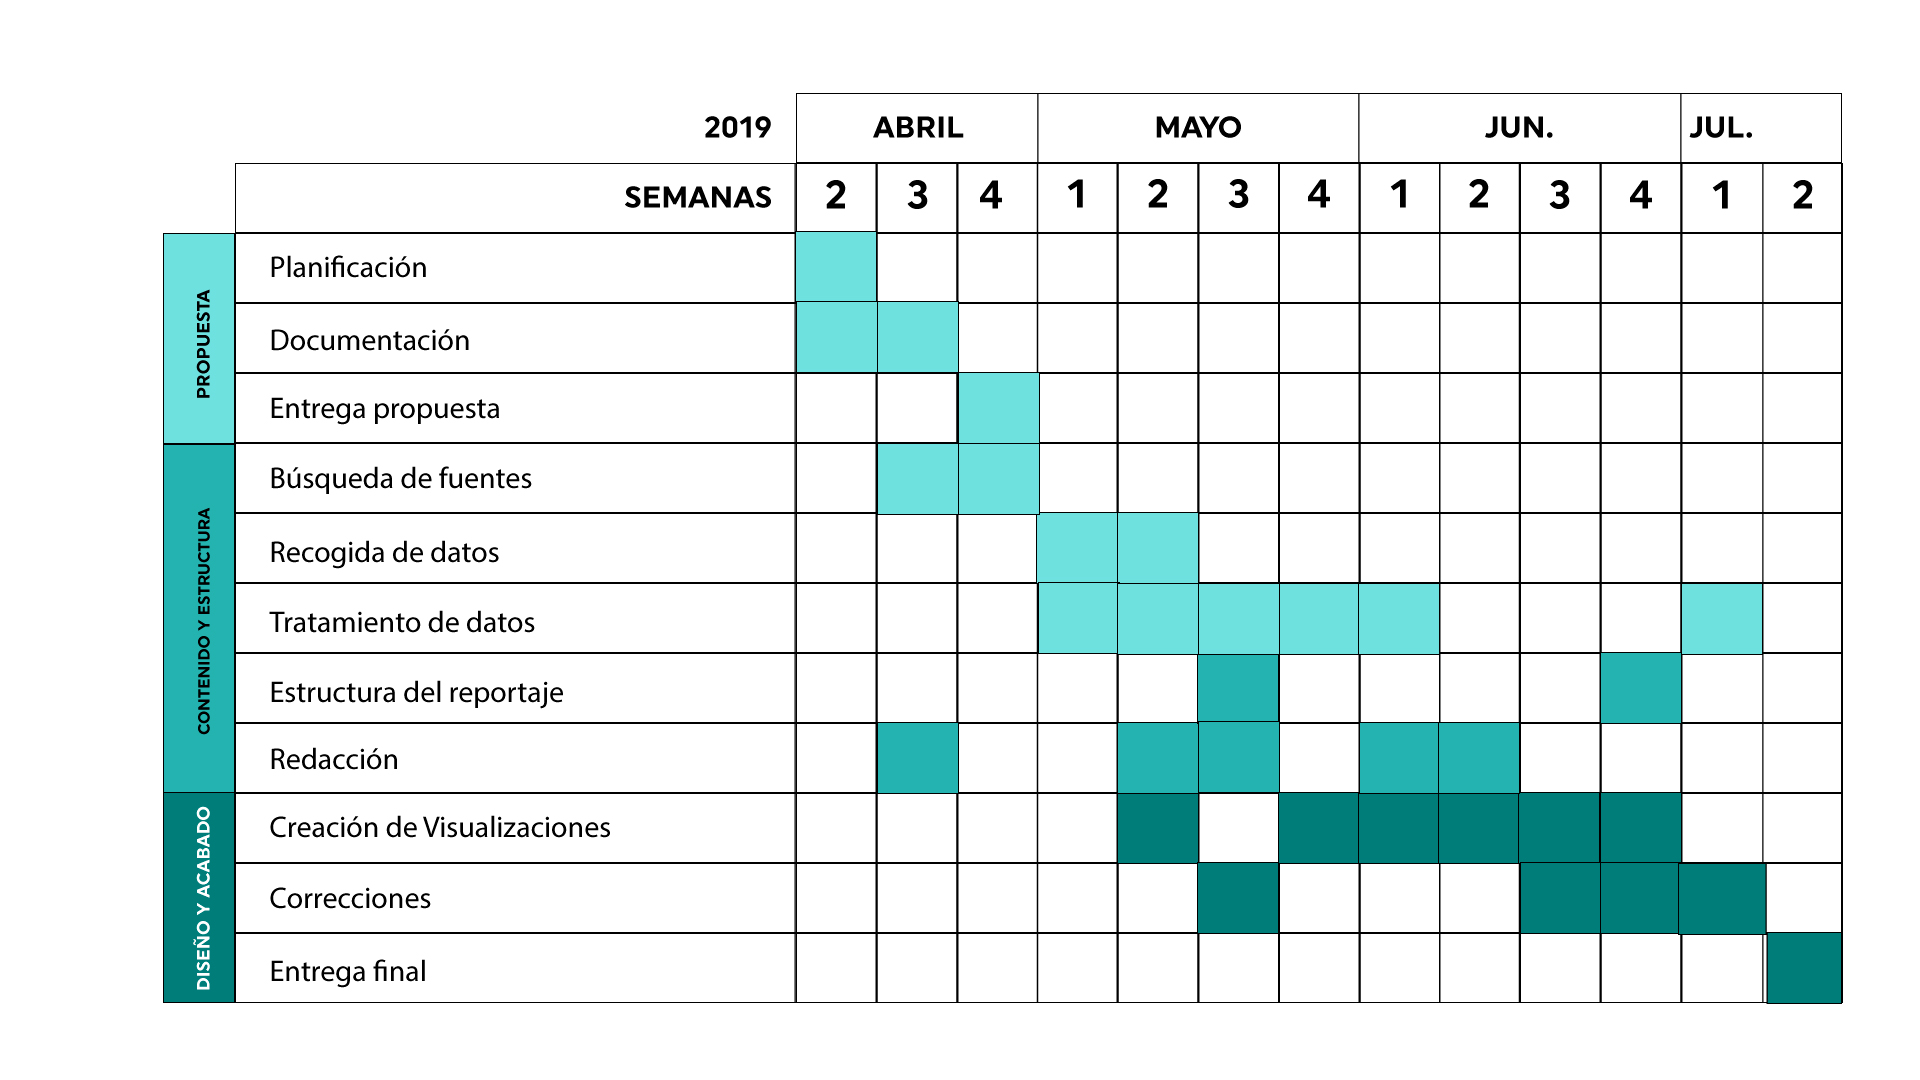 2019 ABRIL MAYO JUN. JUL.
SEMANAS 2 3 4 1 2 3 4 1 2 3 4 1 2
PROPUESTA
Planificación
Documentación
Entrega propuesta
CONTENIDO Y ESTRUCTURA
Búsqueda de fuentes
Recogida de datos
Tratamiento de datos
Estructura del reportaje
Redacción
DISEÑO Y ACABADO
Creación de Visualizaciones
Correcciones
Entrega final